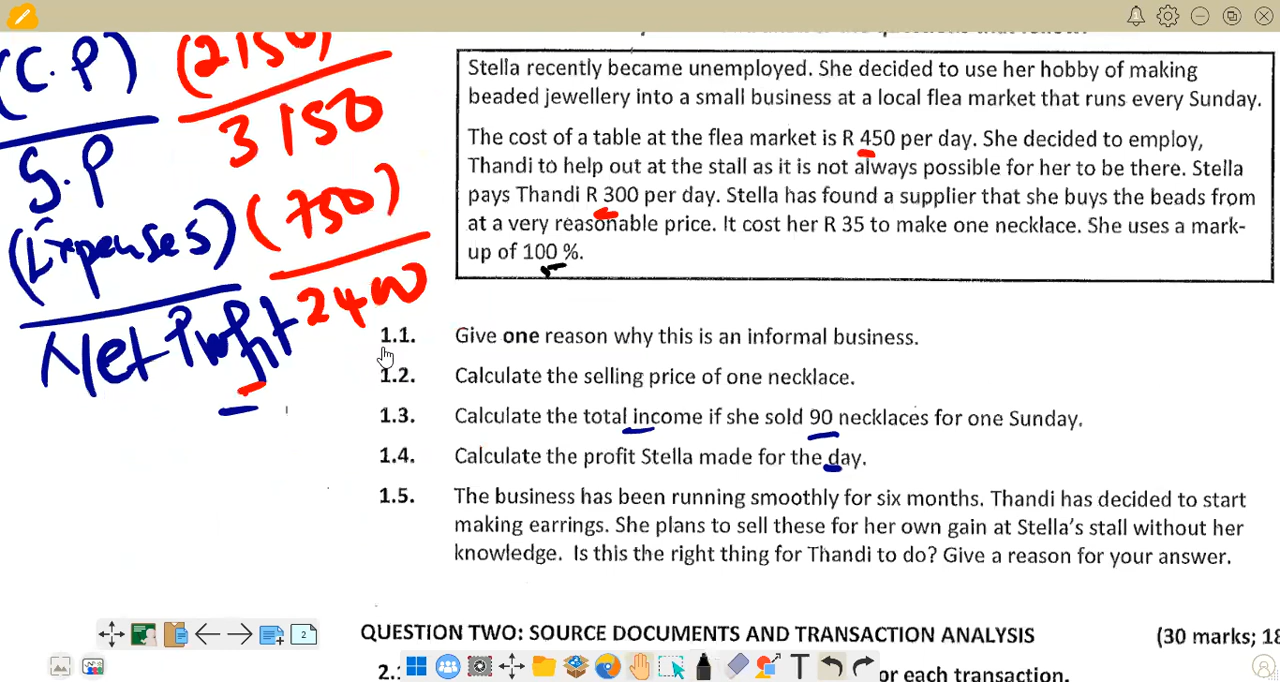 (C.P) (2150)
3150
S.P
(Expenses) (750)
Net Profit 2400
Stella recently became unemployed. She decided to use her hobby of making
beaded jewellery into a small business at a local flea market that runs every Sunday.
The cost of a table at the flea market is R 450 per day. She decided to employ,
Thandi to help out at the stall as it is not always possible for her to be there. Stella
pays Thandi R 300 per day. Stella has found a supplier that she buys the beads from
at a very reasonable price. It cost her R 35 to make one necklace. She uses a mark-
up of 100 %.
1.1. Give one reason why this is an informal business.
1.2. Calculate the selling price of one necklace.
1.3. Calculate the total income if she sold 90 necklaces for one Sunday.
1.4. Calculate the profit Stella made for the day.
1.5. The business has been running smoothly for six months. Thandi has decided to start
making earrings. She plans to sell these for her own gain at Stella's stall without her
knowledge. Is this the right thing for Thandi to do? Give a reason for your answer.
QUESTION TWO: SOURCE DOCUMENTS AND TRANSACTION ANALYSIS (30 marks; 18
2
2.1 or each transaction.